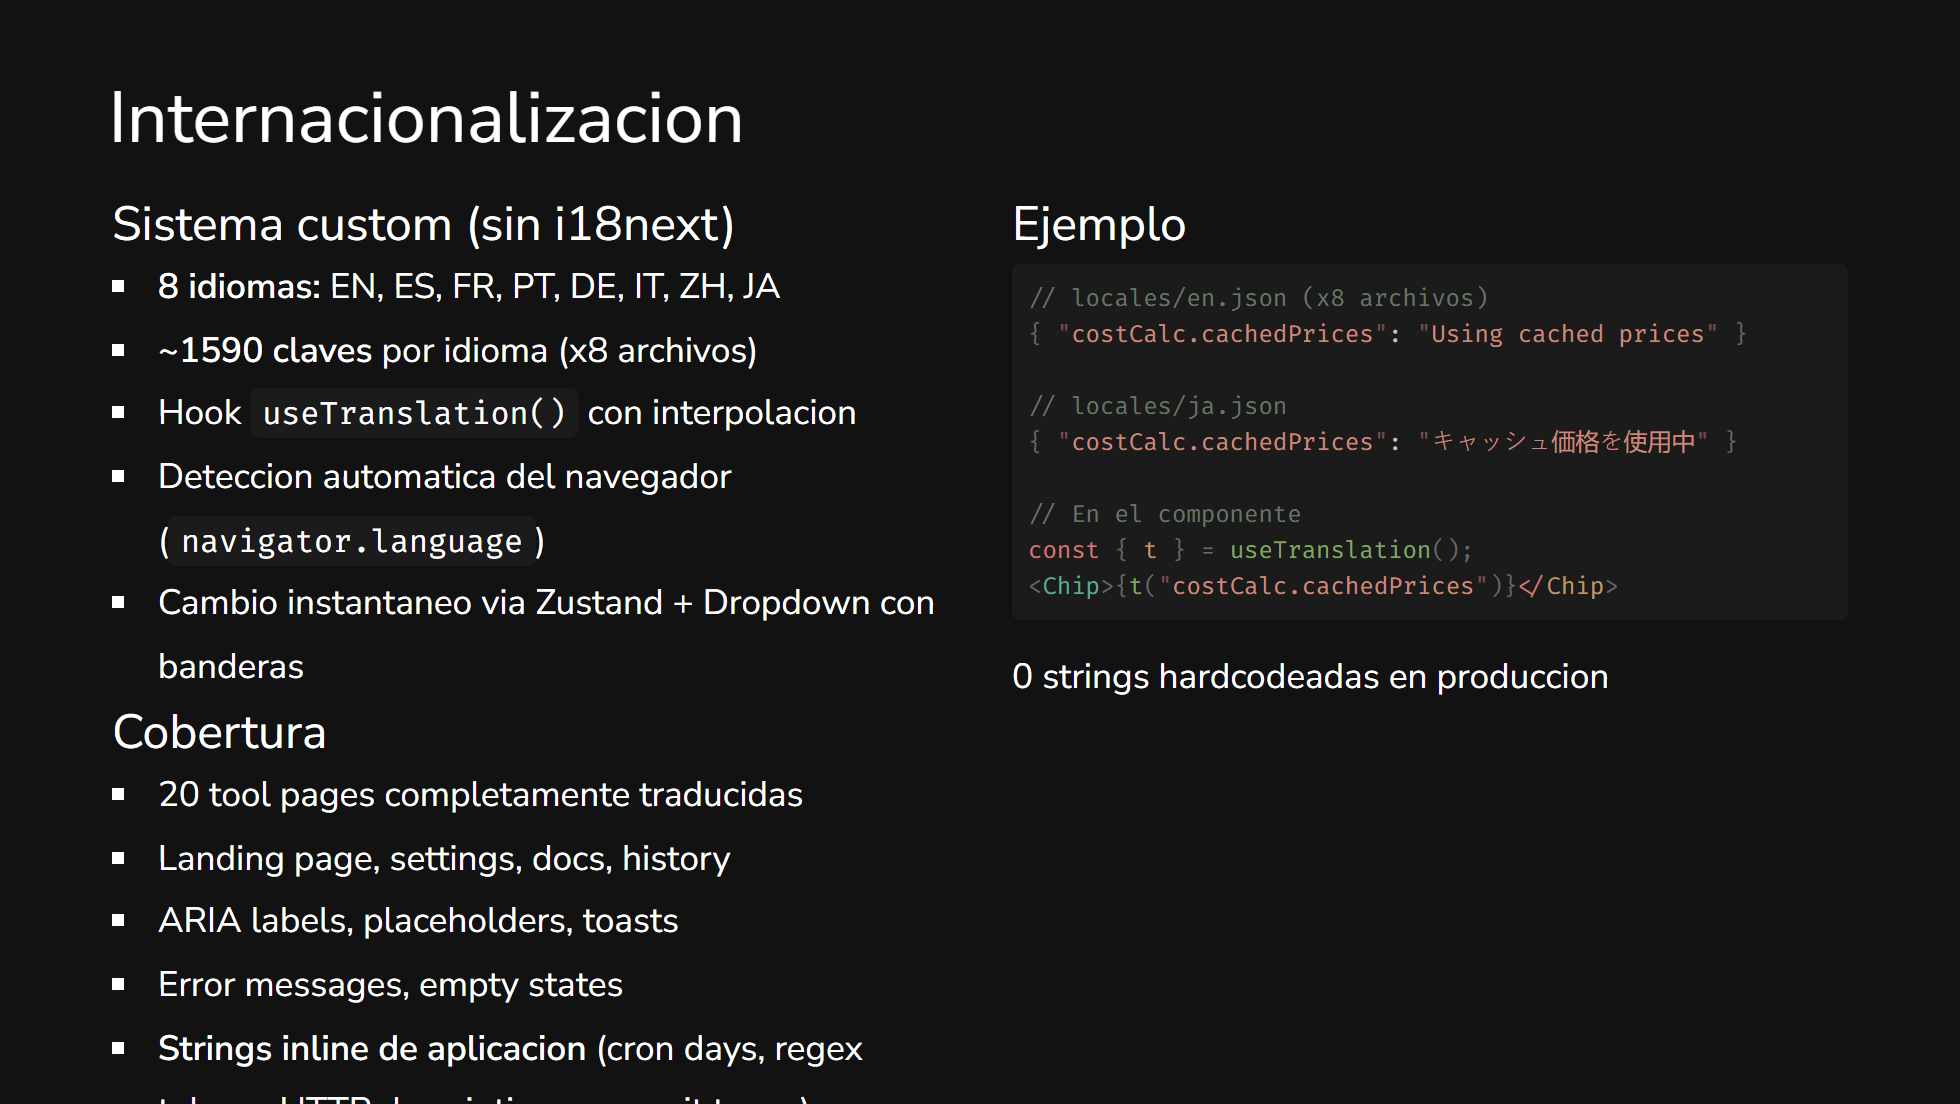 Internacionalizacion
Sistema custom (sin i18next)
▪ 8 idiomas: EN, ES, FR, PT, DE, IT, ZH, JA
▪ ~1590 claves por idioma (x8 archivos)
▪ Hook useTranslation() con interpolacion
▪ Deteccion automatica del navegador
(navigator.language)
▪ Cambio instantaneo via Zustand + Dropdown con
banderas
Cobertura
▪ 20 tool pages completamente traducidas
▪ Landing page, settings, docs, history
▪ ARIA labels, placeholders, toasts
▪ Error messages, empty states
▪ Strings inline de aplicacion (cron days, regex
Ejemplo
// locales/en.json (x8 archivos)
{ "costCalc.cachedPrices": "Using cached prices" }
// locales/ja.json
{ "costCalc.cachedPrices": "キャッシュ価格を使用中" }
// En el componente
const { t } = useTranslation();
<Chip>{t("costCalc.cachedPrices")}</Chip>
0 strings hardcodeadas en produccion